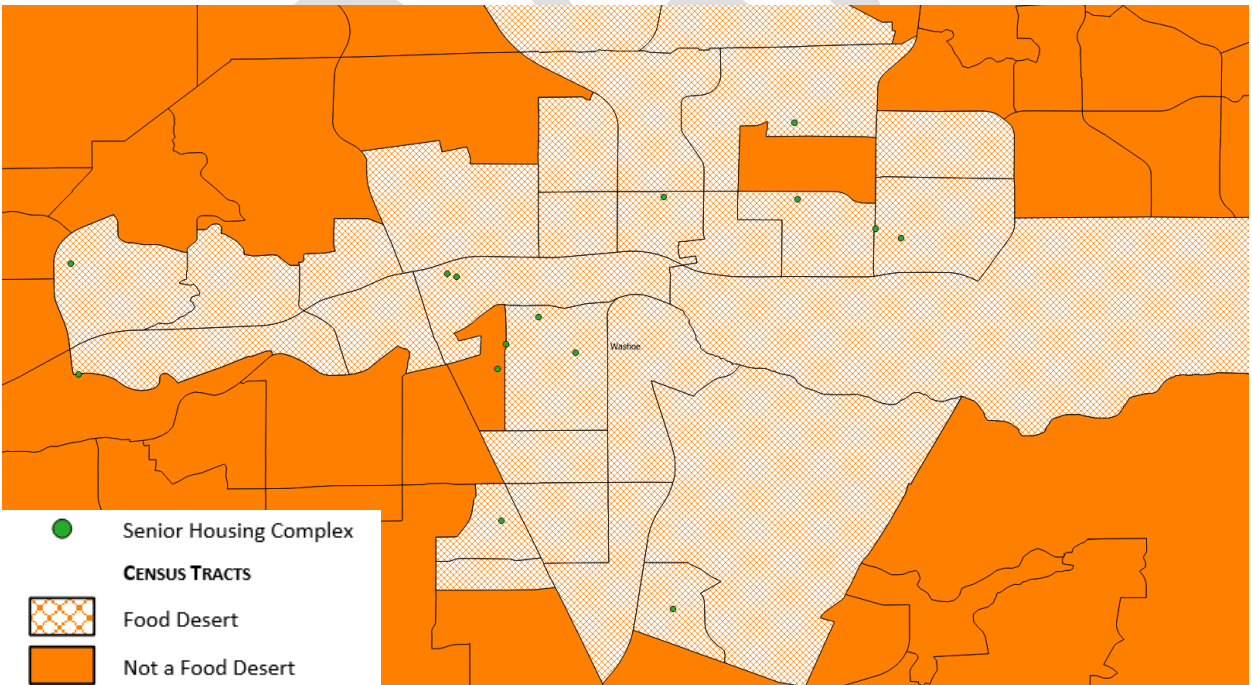 Washoe
Senior Housing Complex
CENSUS TRACTS
Food Desert
Not a Food Desert